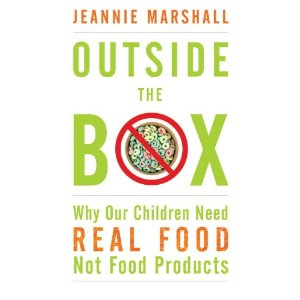 JEANNIE MARSHALL
OUTSIDE
THE
BOX
Why Our Children Need
REAL FOOD
Not Food Products